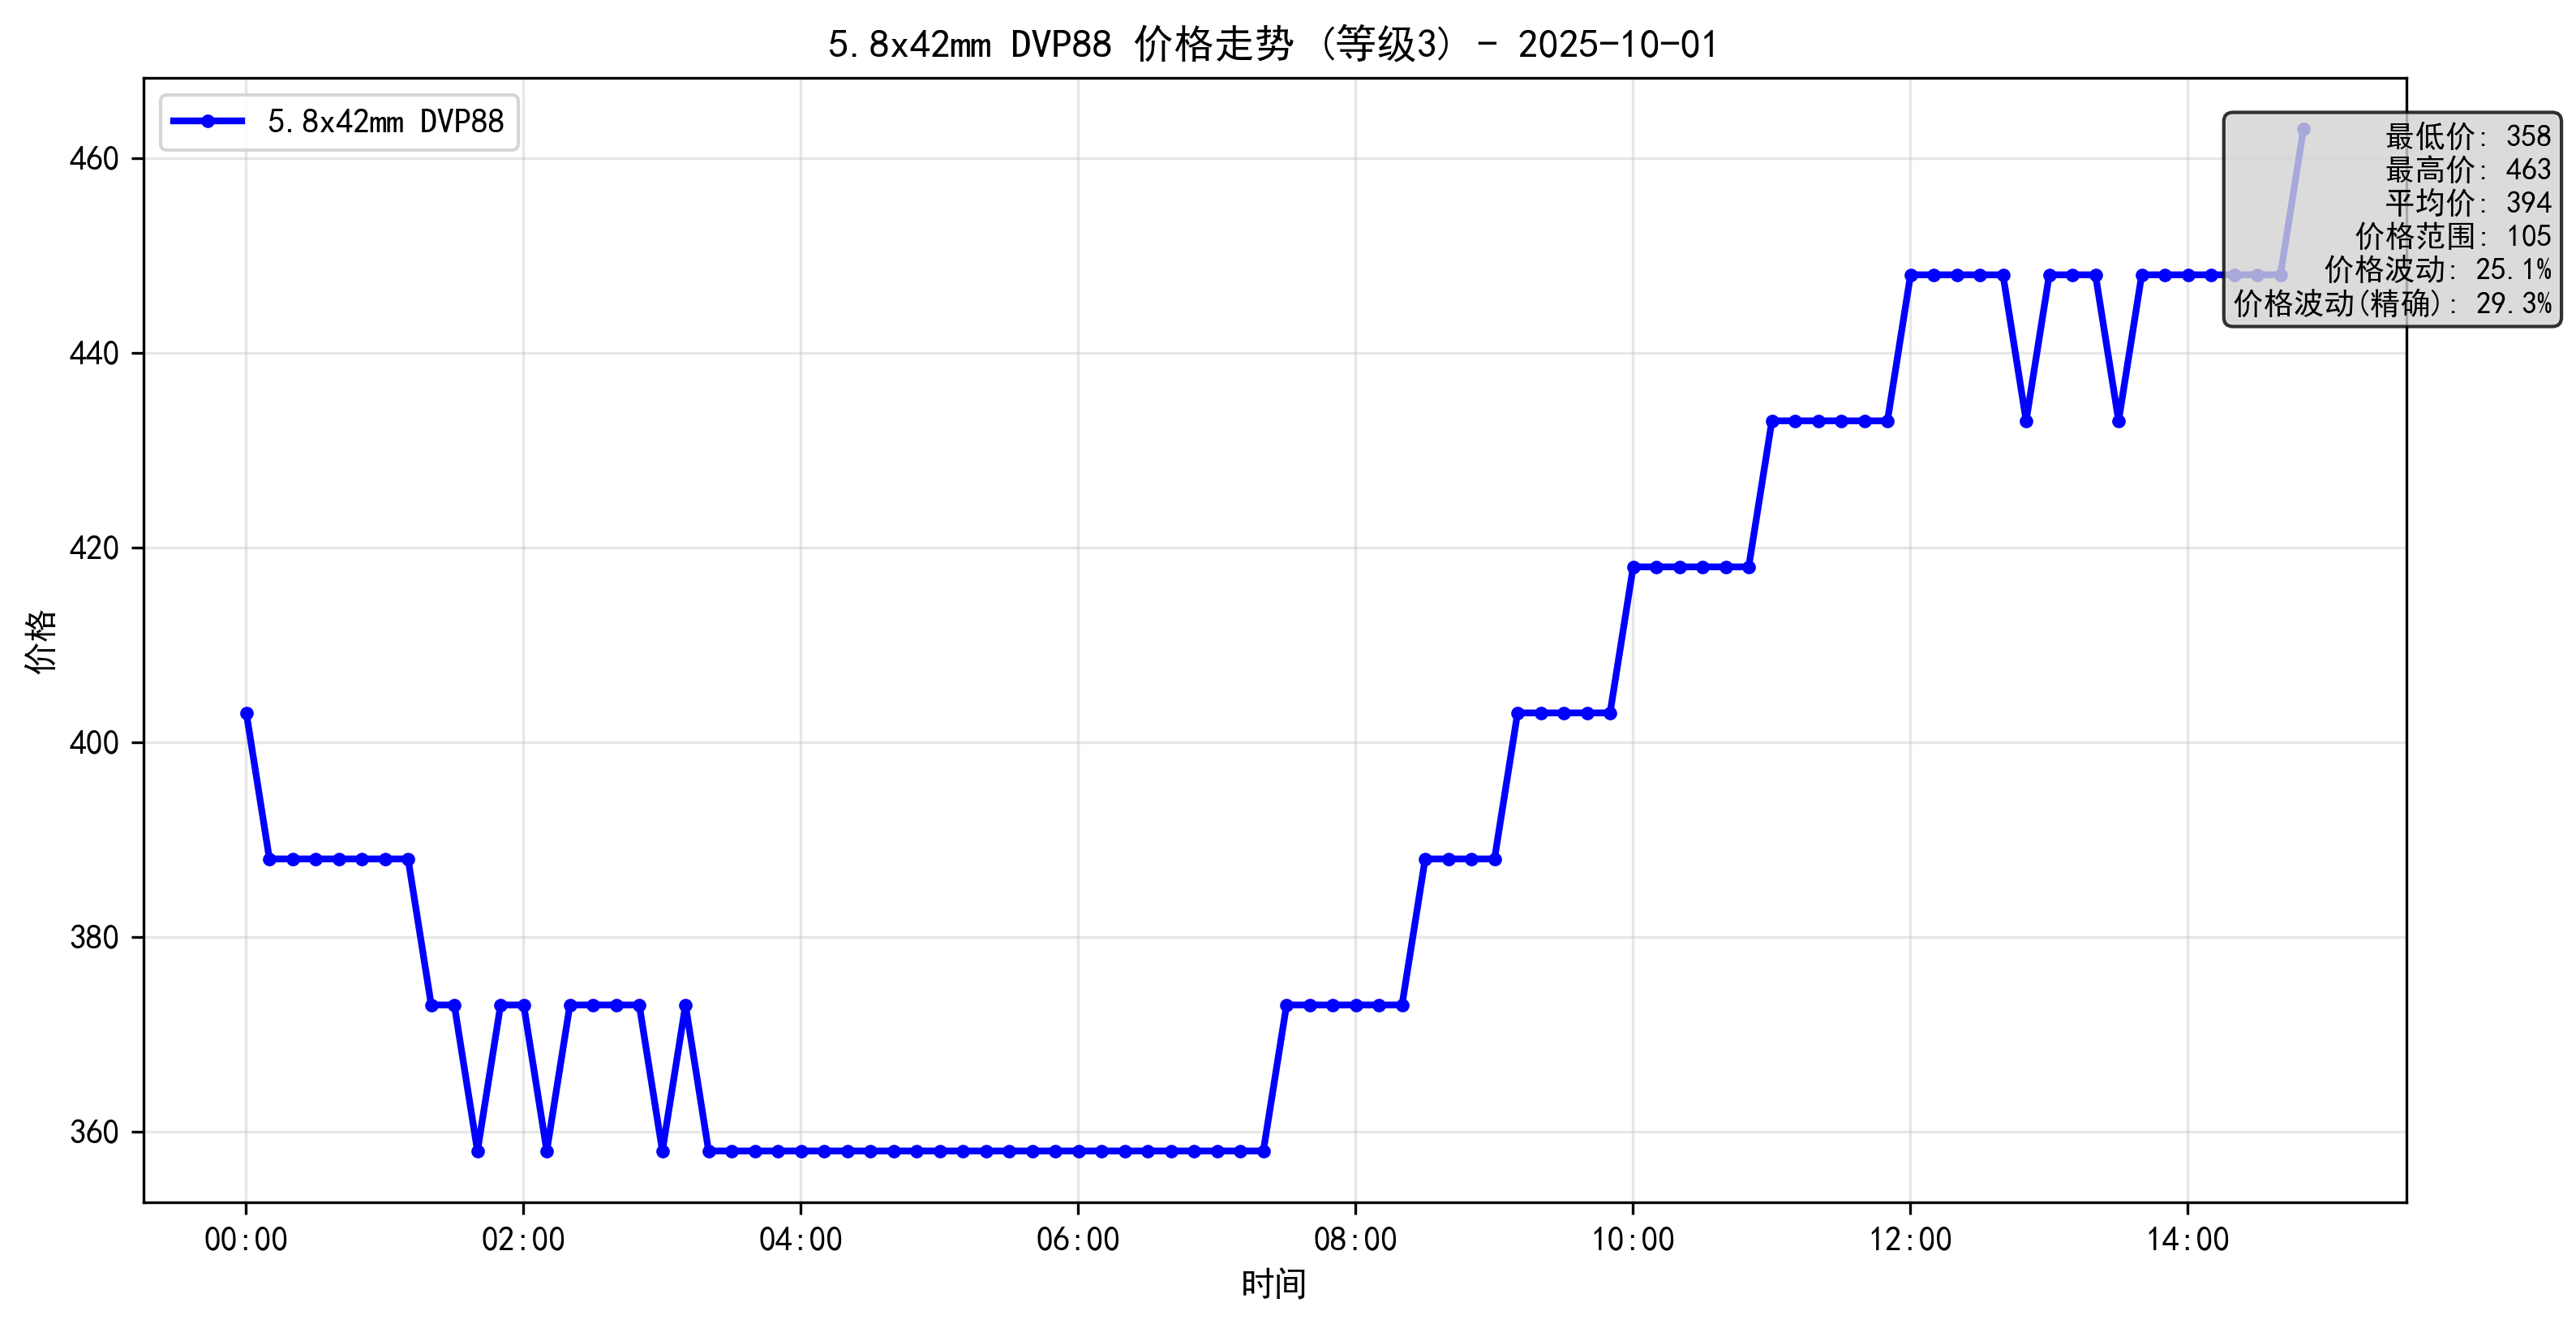 5.8x42mm DVP88 价格走势 (等级3) - 2025-10-01
5.8x42mm DVP88
最低价: 358
最高价: 463
平均价: 394
价格范围: 105
价格波动: 25.1%
价格波动(精确): 29.3%
价格
460
440
420
400
380
360
00:00 02:00 04:00 06:00 08:00 10:00 12:00 14:00
时间